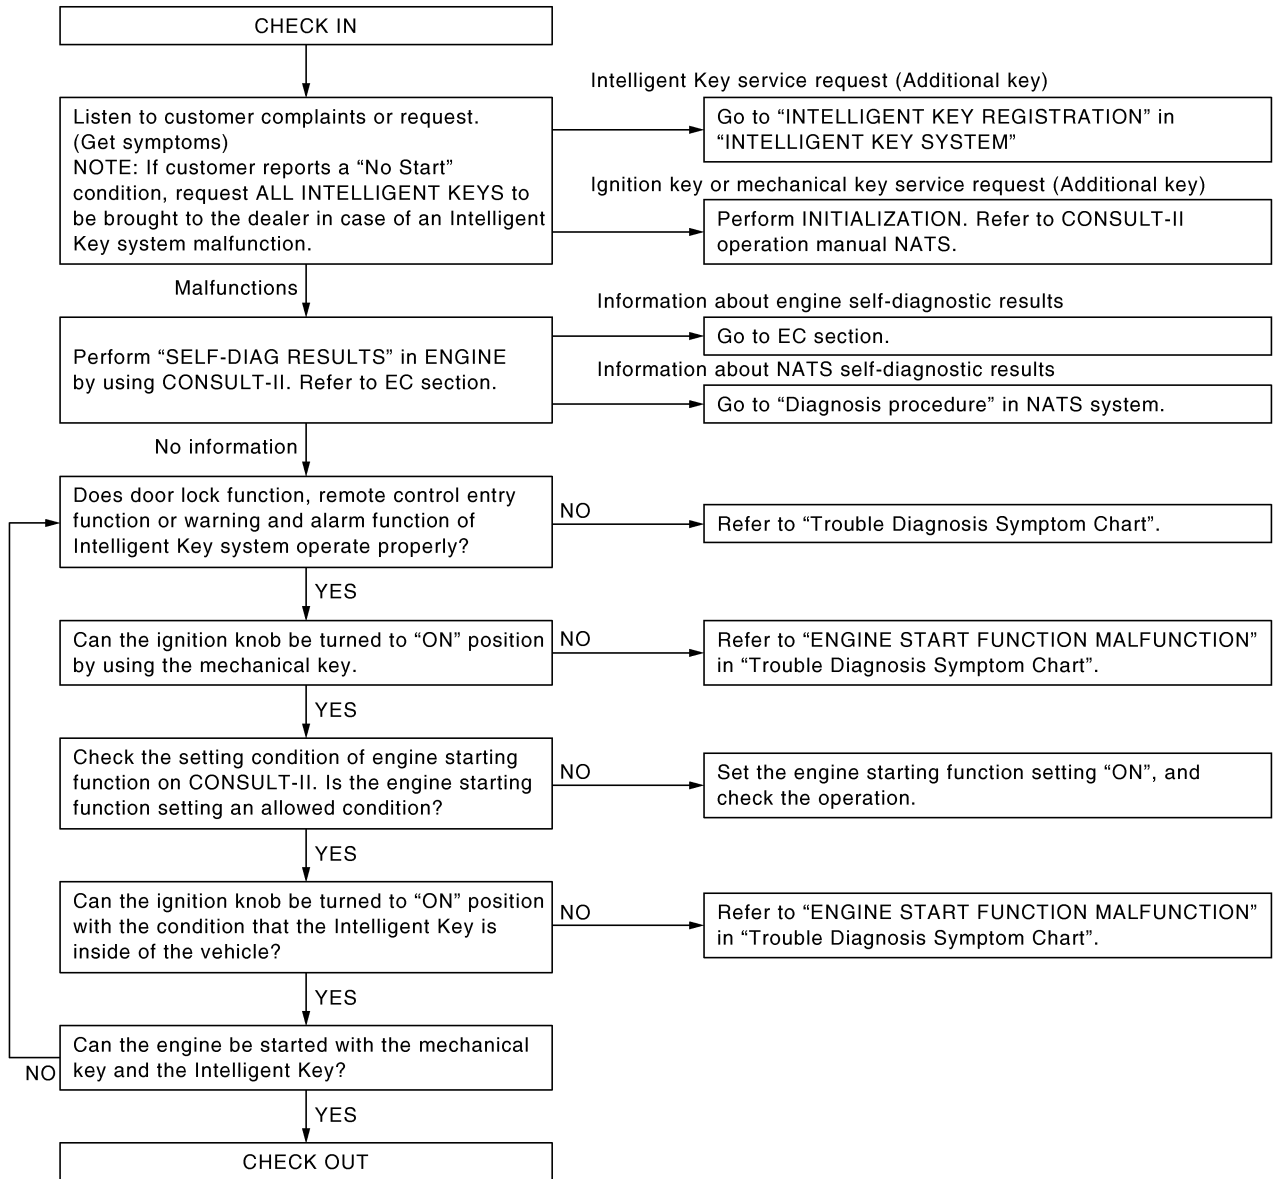 CHECK IN
Intelligent Key service request (Additional key)
Listen to customer complaints or request.
(Get symptoms)
NOTE: If customer reports a “No Start”
condition, request ALL INTELLIGENT KEYS to
be brought to the dealer in case of an Intelligent
Key system malfunction.
Go to “INTELLIGENT KEY REGISTRATION” in
“INTELLIGENT KEY SYSTEM”
Ignition key or mechanical key service request (Additional key)
Perform INITIALIZATION. Refer to CONSULT-II
operation manual NATS.
Malfunctions
Information about engine self-diagnostic results
Perform “SELF-DIAG RESULTS” in ENGINE
by using CONSULT-II. Refer to EC section.
Go to EC section.
Information about NATS self-diagnostic results
Go to “Diagnosis procedure” in NATS system.
No information
Does door lock function, remote control entry
function or warning and alarm function of
Intelligent Key system operate properly?
NO
Refer to “Trouble Diagnosis Symptom Chart”.
YES
Can the ignition knob be turned to “ON” position
by using the mechanical key.
NO
Refer to “ENGINE START FUNCTION MALFUNCTION”
in “Trouble Diagnosis Symptom Chart”.
YES
Check the setting condition of engine starting
function on CONSULT-II. Is the engine starting
function setting an allowed condition?
NO
Set the engine starting function setting “ON”, and
check the operation.
YES
Can the ignition knob be turned to “ON” position
with the condition that the Intelligent Key is
inside of the vehicle?
NO
Refer to “ENGINE START FUNCTION MALFUNCTION”
in “Trouble Diagnosis Symptom Chart”.
YES
Can the engine be started with the mechanical
key and the Intelligent Key?
NO
YES
CHECK OUT